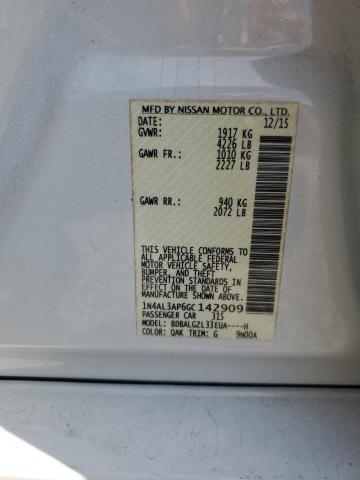 MFD BY NISSAN MOTOR CO., LTD.
DATE: 12/15
GVWR: 1917 KG
4226 LB
GAWR FR.: 1010 KG
2227 LB
GAWR RR: 940 KG
2072 LB
THIS VEHICLE CONFORMS TO
ALL APPLICABLE FEDERAL
MOTOR VEHICLE SAFETY,
BUMPER, AND THEFT
PREVENTION STANDARDS IN
EFFECT ON THE DATE OF
MANUFACTURE SHOWN ABOVE.
1N4AL3AP6GC142909
PASSENGER CAR 315
MODEL: BDBALGZL33EUA----H
COLOR: QAK TRIM: G 9N00A